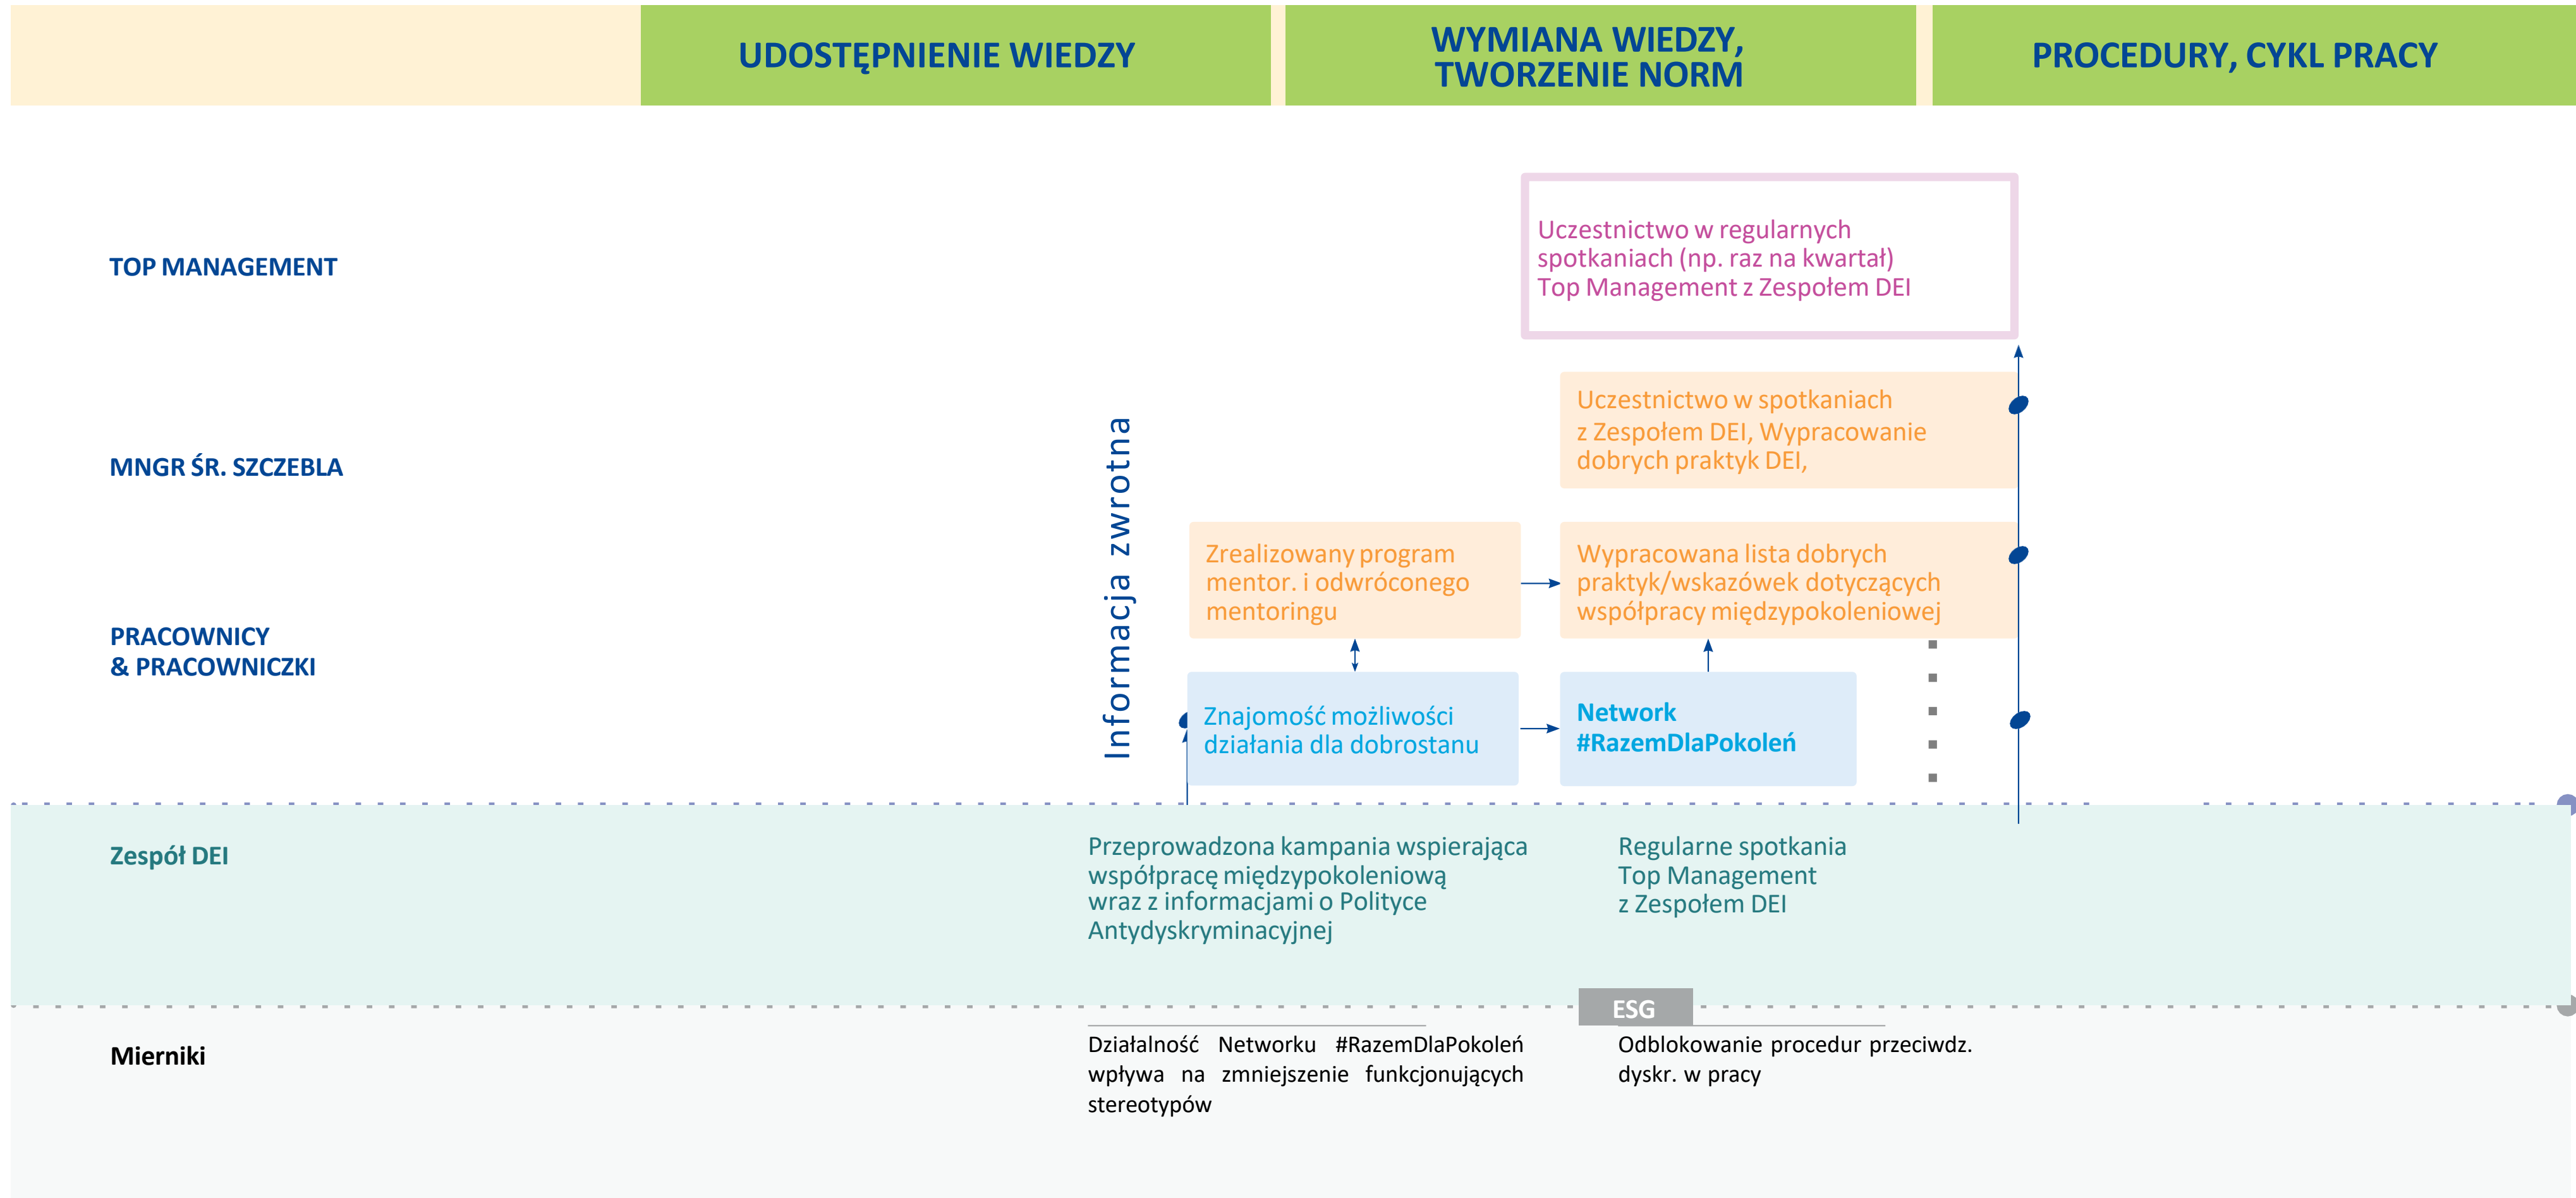 UDOSTĘPNIENIE WIEDZY
WYMIANA WIEDZY,
TWORZENIE NORM
PROCEDURY, CYKL PRACY
TOP MANAGEMENT
Uczestnictwo w regularnych
spotkaniach (np. raz na kwartał)
Top Management z Zespołem DEI
MNGR ŚR. SZCZEBLA
Uczestnictwo w spotkaniach
z Zespołem DEI, Wypracowanie
dobrych praktyk DEI,
Informacja zwrotna
PRACOWNICY
& PRACOWNICZKI
Zrealizowany program
mentor. i odwróconego
mentoringu
Wypracowana lista dobrych
praktyk/wskazówek dotyczących
współpracy międzypokoleniowej
Znajomość możliwości
działania dla dobrostanu
Network
#RazemDlaPokoleń
Zespół DEI
Przeprowadzona kampania wspierająca
współpracę międzypokoleniową
wraz z informacjami o Polityce
Antydyskryminacyjnej
Regularne spotkania
Top Management
z Zespołem DEI
ESG
Mierniki
Działalność Networku #RazemDlaPokoleń
wpływa na zmniejszenie funkcjonujących
stereotypów
Odblokowanie procedur przeciwdz.
dyskr. w pracy